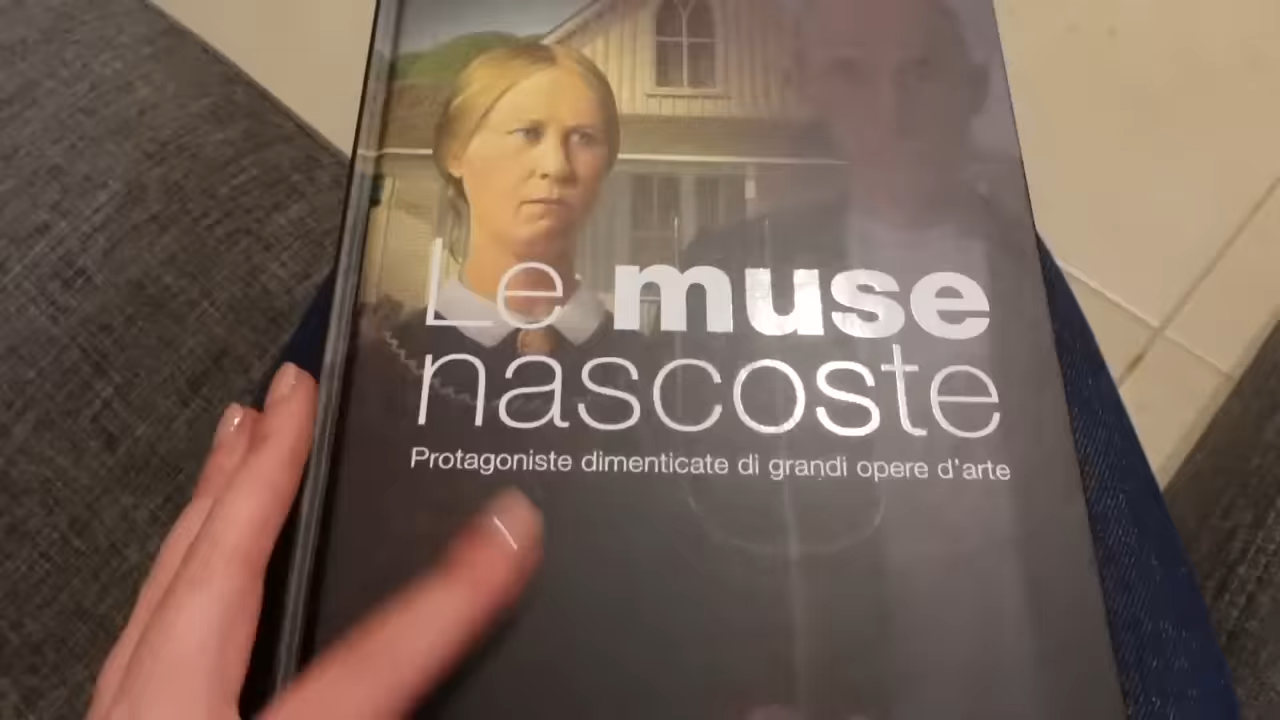 Le muse
nascoste
Protagoniste dimenticate di grandi opere d'arte